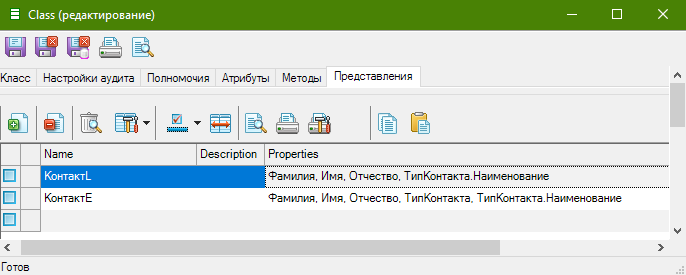 Class (редактирование)
Класс Настройки аудита Полномочия Атрибуты Методы Представления
Name Description Properties
КонтактL Фамилия, Имя, Отчество, ТипКонтакта.Наименование
КонтактE Фамилия, Имя, Отчество, ТипКонтакта, ТипКонтакта.Наименование
Готов